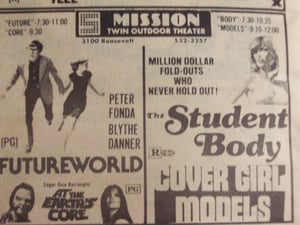 "FUTURE"-7:30-11:00
"CORE"-9:30
MISSION
TWIN OUTDOOR THEATER
3100 Roosevelt 533-3257
"BODY"-7:30-10:35
"MODELS"-9:10-12:00
PETER
FONDA
BLYTHE
DANNER
(PG)
FUTUREWORLD
Edgar Rice Burroughs
AT THE
EARTH'S
CORE
PG
MILLION DOLLAR
FOLD-OUTS
WHO
NEVER HOLD OUT!
The Student
Body
R
COVER GIRL
MODELS